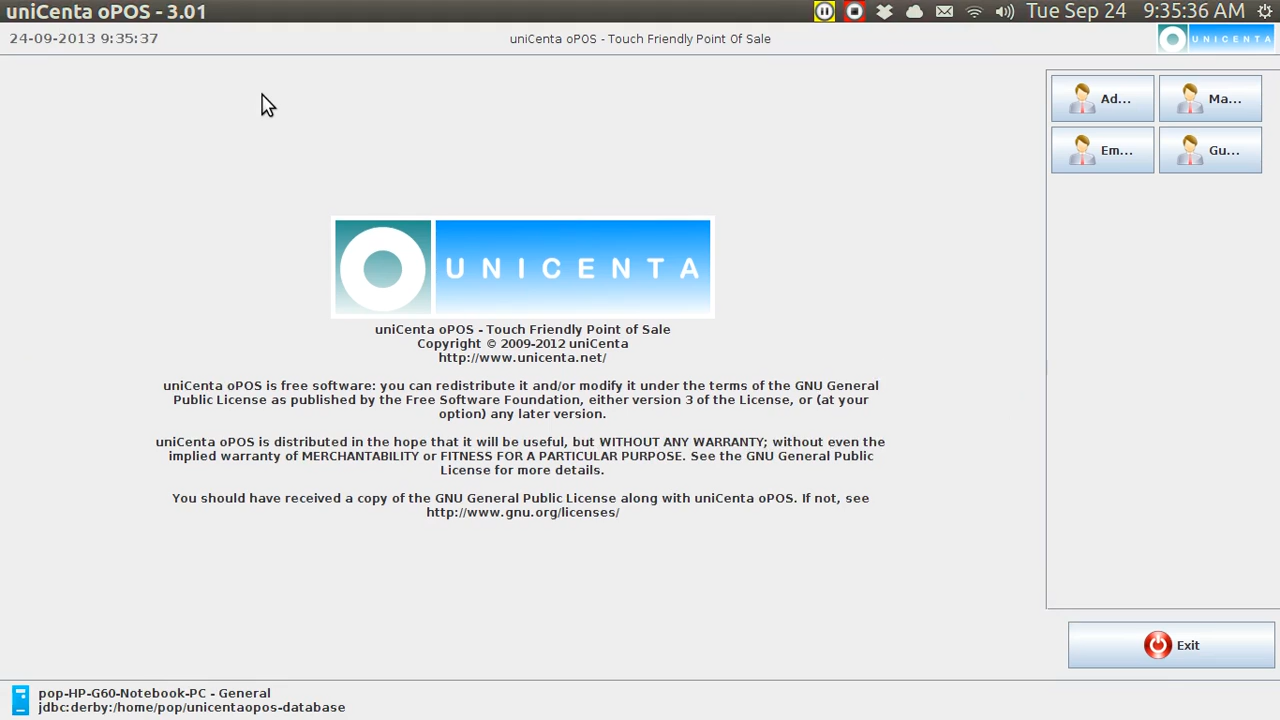 uniCenta oPOS - 3.01
Tue Sep 24 9:35:36 AM
24-09-2013 9:35:37
uniCenta oPOS - Touch Friendly Point Of Sale
UNICENTA
Ad...
Ma...
Em...
Gu...
UNICENTA
uniCenta oPOS - Touch Friendly Point of Sale
Copyright © 2009-2012 uniCenta
http://www.unicenta.net/
uniCenta oPOS is free software: you can redistribute it and/or modify it under the terms of the GNU General
Public License as published by the Free Software Foundation, either version 3 of the License, or (at your
option) any later version.
uniCenta oPOS is distributed in the hope that it will be useful, but WITHOUT ANY WARRANTY; without even the
implied warranty of MERCHANTABILITY or FITNESS FOR A PARTICULAR PURPOSE. See the GNU General Public
License for more details.
You should have received a copy of the GNU General Public License along with uniCenta oPOS. If not, see
http://www.gnu.org/licenses/
Exit
pop-HP-G60-Notebook-PC - General
jdbc:derby:/home/pop/unicentaopos-database